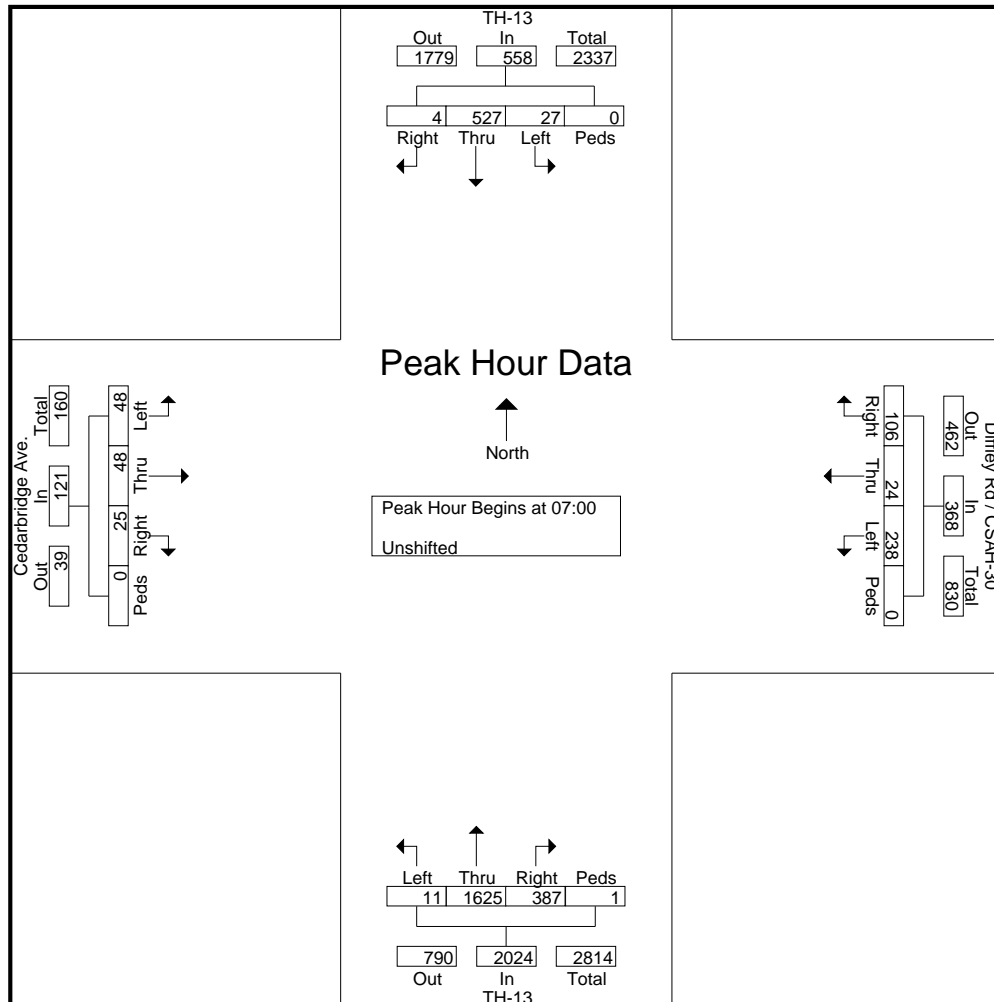 TH-13
Out In Total
1779 558 2337
4 527 27 0
Right Thru Left Peds
Peak Hour Data
North
Peak Hour Begins at 07:00
Unshifted
Cedarbridge Ave.
Out In Total
39 121 160
48 48 25 0
Left Thru Right Peds
Rd / CSAH-30
Out In Total
462 368 830
106 24 238 0
Right Thru Left Peds
Left Thru Right Peds
11 1625 387 1
790 2024 2814
Out In Total
TH-13